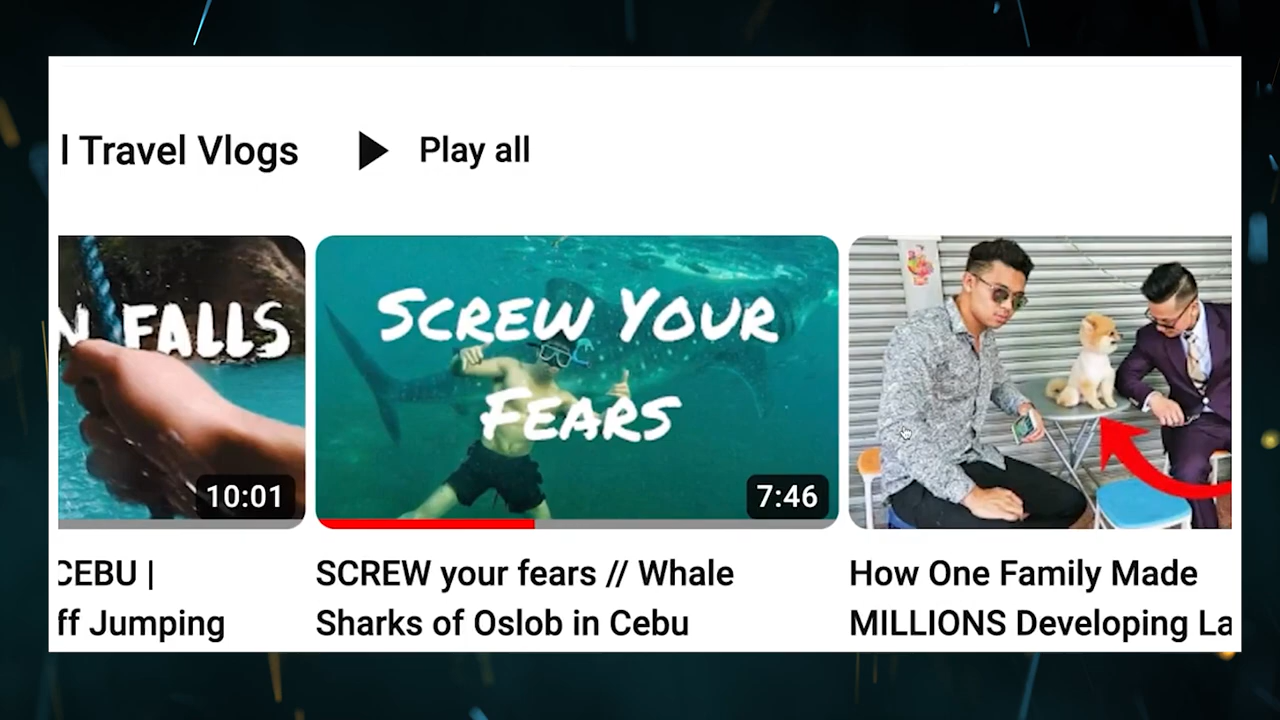 l Travel Vlogs
Play all
N FALLS
10:01
SCREW YOUR
FEARS
7:46
CEBU |
ff Jumping
SCREW your fears // Whale
Sharks of Oslob in Cebu
How One Family Made
MILLIONS Developing La